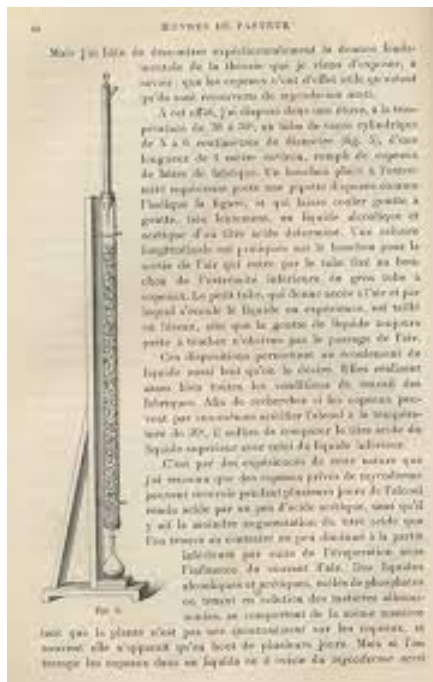 ŒUVRES DE PASTEUR
Mais j'ai hâte de démontrer expérimentalement la donnée fonda-
mentale de la théorie que je viens d'exposer, à
savoir que les copeaux n'ont d'effet utile qu'autant
qu'ils sont recouverts de mycoderma aceti.
A cet effet, j'ai disposé dans une étuve, à la tem-
pérature de à 30°, un tube de verre cylindrique
de 5 à 6 centimètres de diamètre (fig. 5), d'une
longueur de 1 mètre environ, rempli de copeaux
de hêtre de fabrique. Un bouchon placé à l'extré-
mité supérieure porte une pipette disposée comme
l'indique la figure, et qui laisse couler goutte à
goutte, très lentement, un liquide alcoolique et
acétique d'un titre acide déterminé. Une rainure
longitudinale est pratiquée sur le bouchon pour la
sortie de l'air qui entre par le tube fixé au bou-
chon de l'extrémité inférieure du gros tube à
copeaux. Le petit tube, qui donne accès à l'air et par
lequel s'écoule le liquide en expérience, est taillé
en biseau, afin que la goutte de liquide toujours
prête à tomber n'obstrue pas le passage de l'air.
Ces dispositions permettent un écoulement de
liquide aussi lent qu'on le désire. Elles réalisent
aussi bien toutes les conditions du travail des
fabriques. Afin de rechercher si les copeaux peu-
vent par eux-mêmes acétifier l'alcool à la tempéra-
ture de 30°, il suffira de comparer le titre acide du
liquide supérieur avec celui du liquide inférieur.
C'est par des expériences de cette nature que
j'ai reconnu que des copeaux privés de mycoderme
peuvent recevoir pendant plusieurs jours de l'alcool
rendu acide par un peu d'acide acétique, sans qu'il
y ait la moindre augmentation du titre acide que
l'on trouve au contraire un peu diminué à la partie
inférieure par suite de l'évaporation sous
l'influence du courant d'air. Des liquides
alcooliques et acétiques, mêlés de phosphates
ou tenant en solution des matières albumi-
noïdes, se comportent de la même manière
tant que la plante n'est pas née spontanément sur les copeaux, et
souvent elle n'apparaît qu'au bout de plusieurs jours. Mais si l'on
trempe les copeaux dans un liquide où a existé du mycoderme aceti